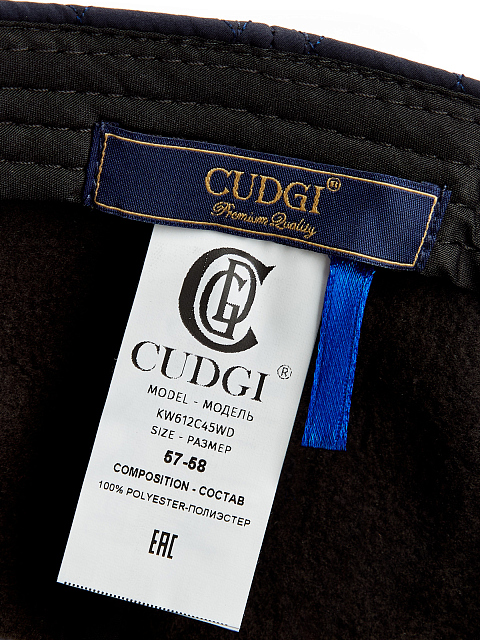 CUDGI®
Premium Quality
CUDGI ®
MODEL - МОДЕЛЬ
KW612C45WD
SIZE - РАЗМЕР
57-58
COMPOSITION - СОСТАВ
100% POLYESTER-ПОЛИЭСТЕР
EAC